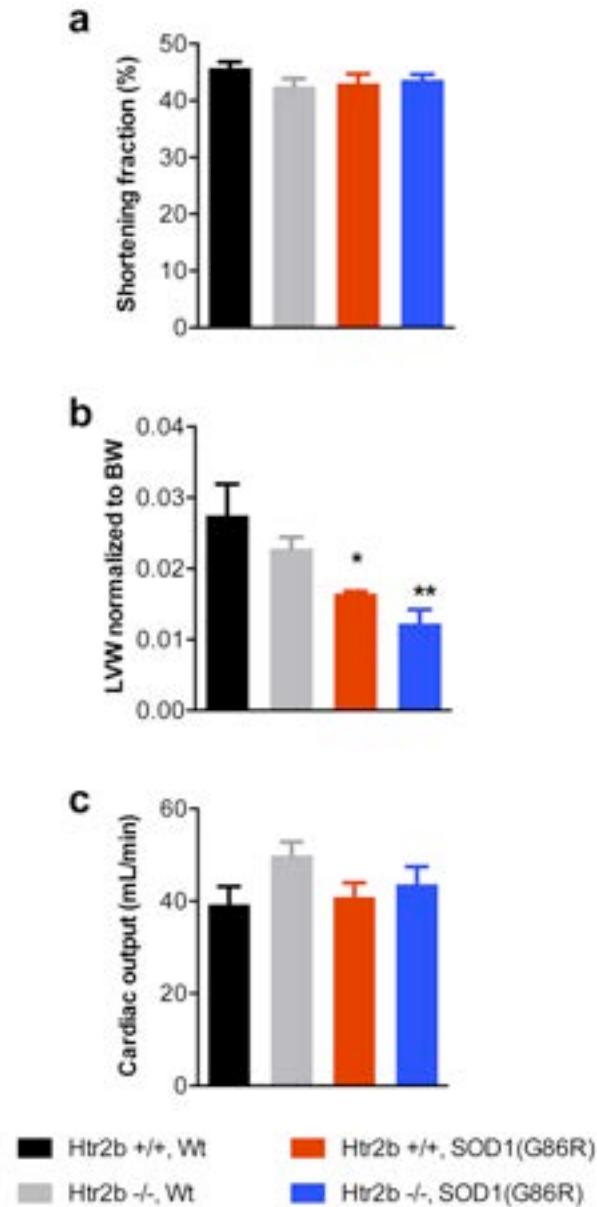 a
Shortening fraction (%)
50
40
30
20
10
0
b
LVW normalized to BW
0.04
0.03
0.02
0.01
0.00
*
**
c
Cardiac output (mL/min)
60
40
20
0
Htr2b +/+, Wt
Htr2b +/+, SOD1(G86R)
Htr2b -/-, Wt
Htr2b -/-, SOD1(G86R)